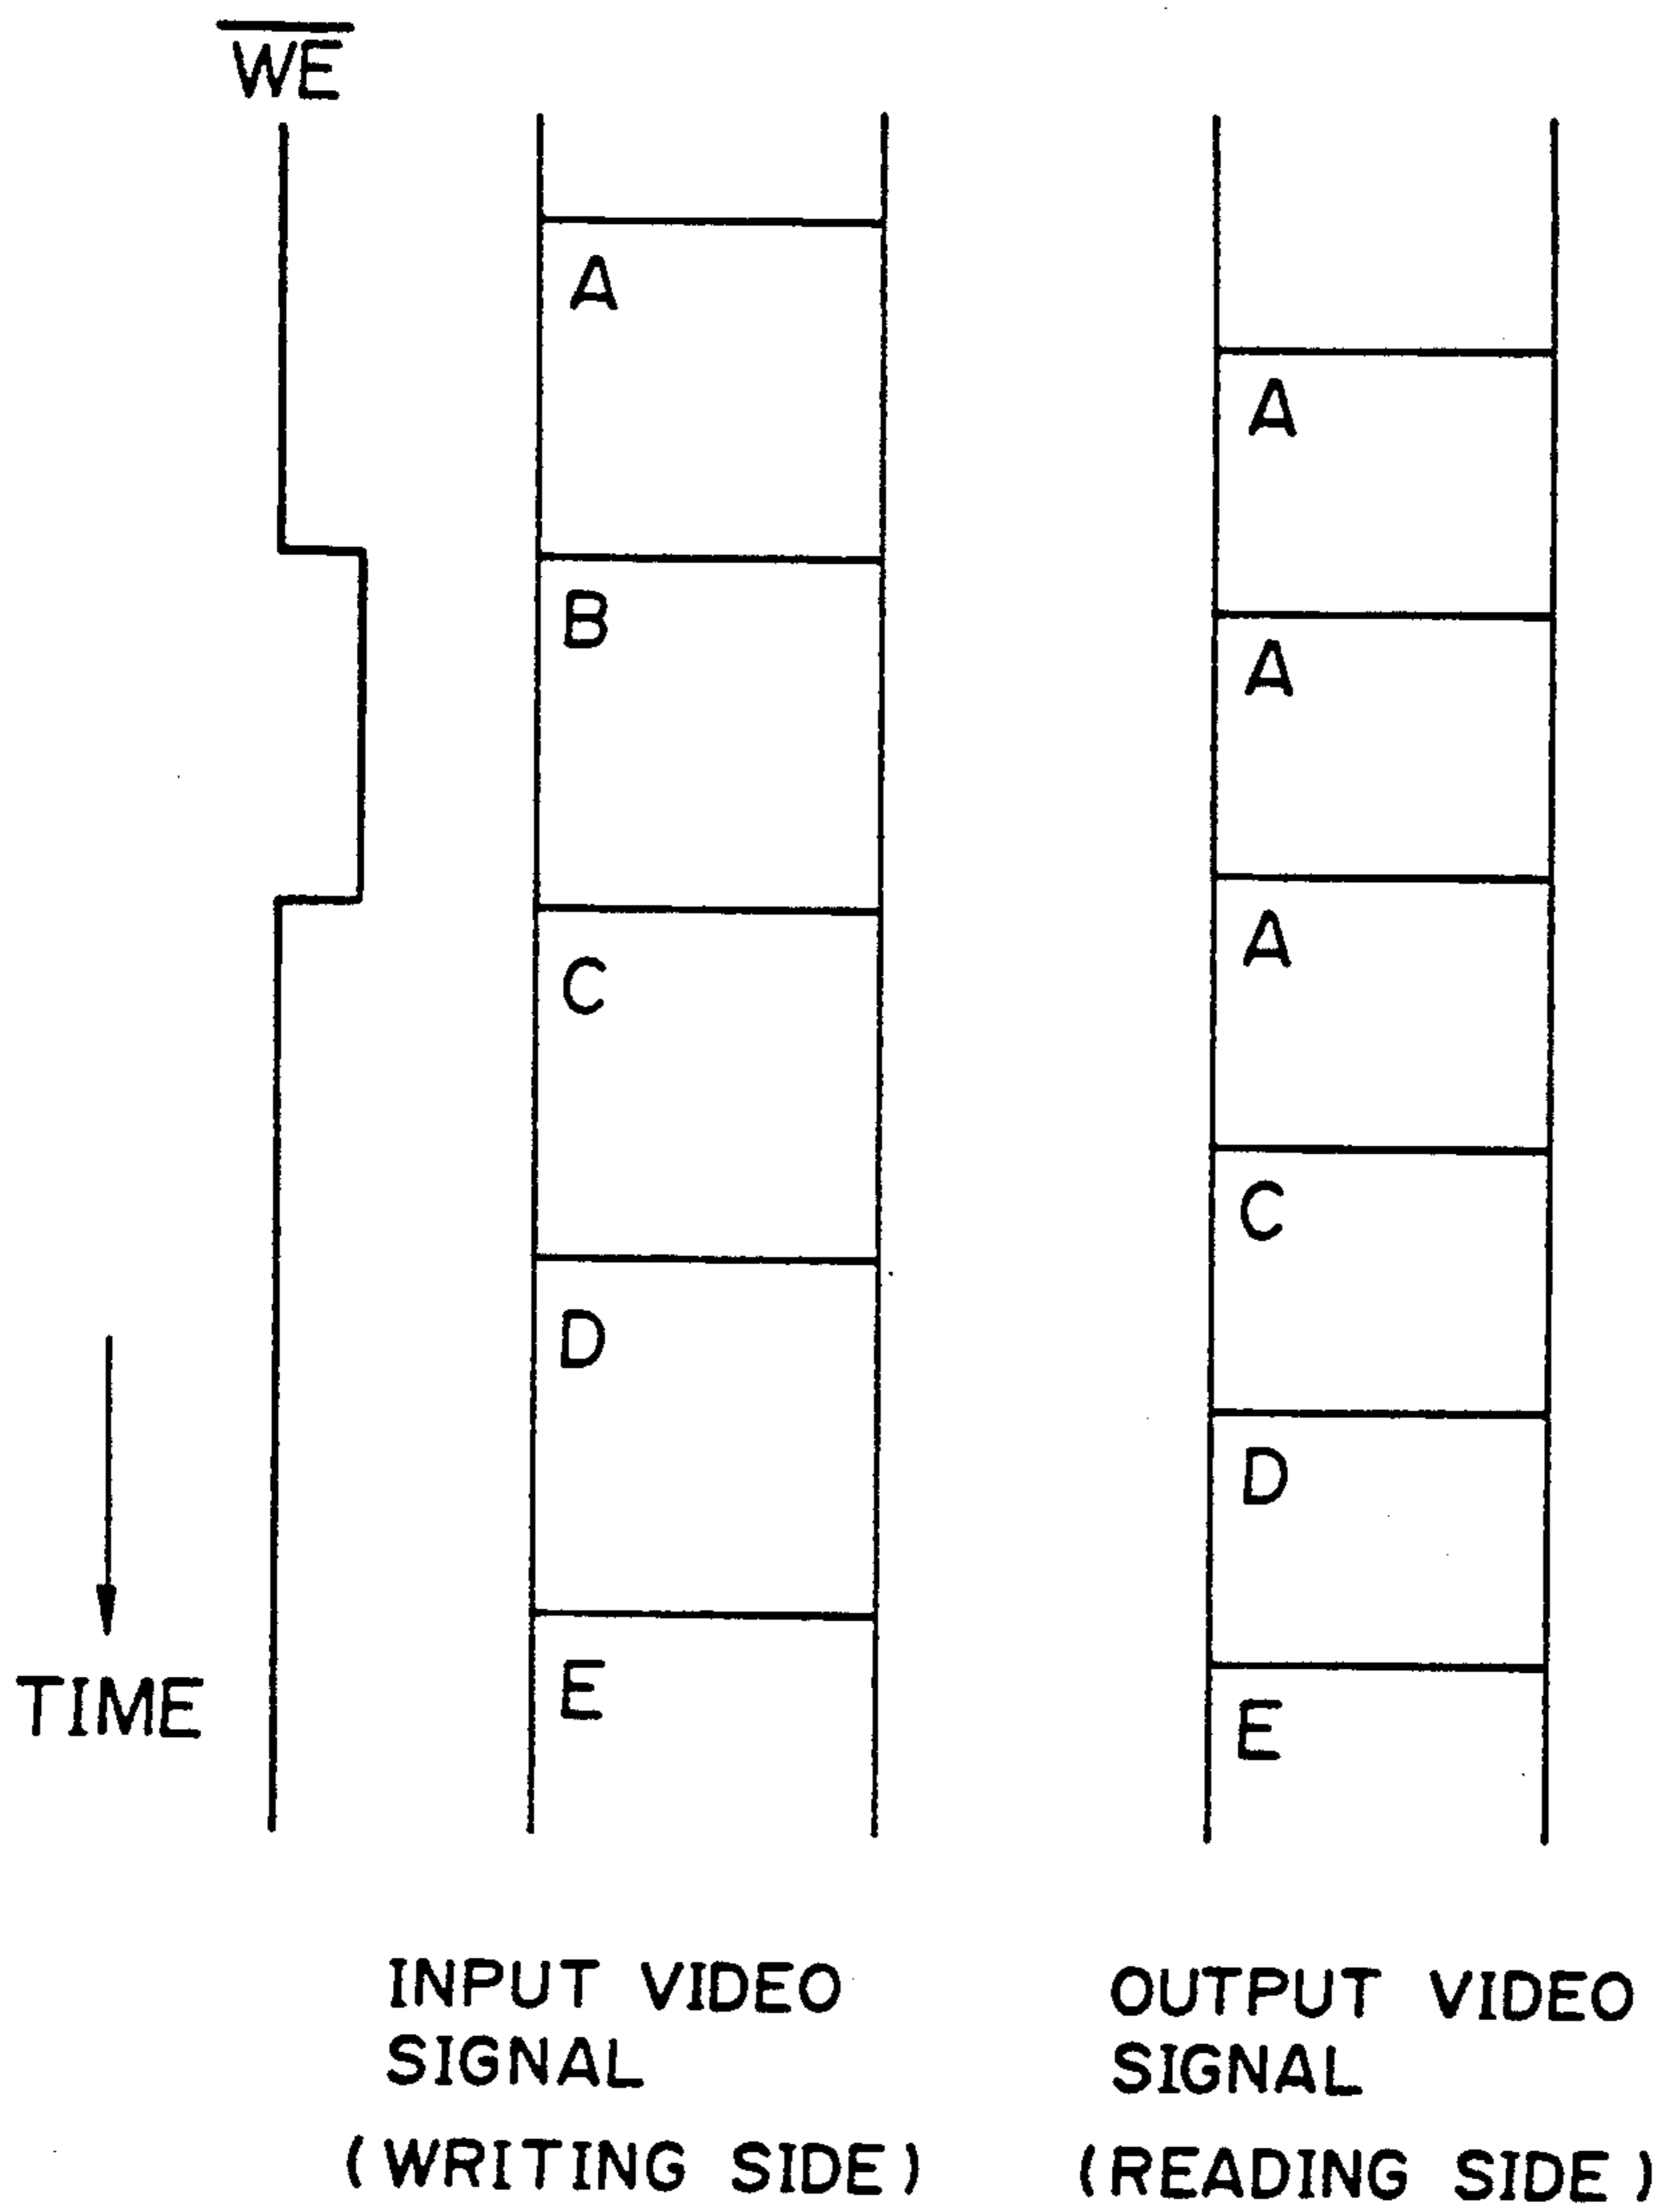 WE
A
B
C
D
E
A
A
A
C
D
E
TIME
INPUT VIDEO
SIGNAL
(WRITING SIDE)
OUTPUT VIDEO
SIGNAL
(READING SIDE)